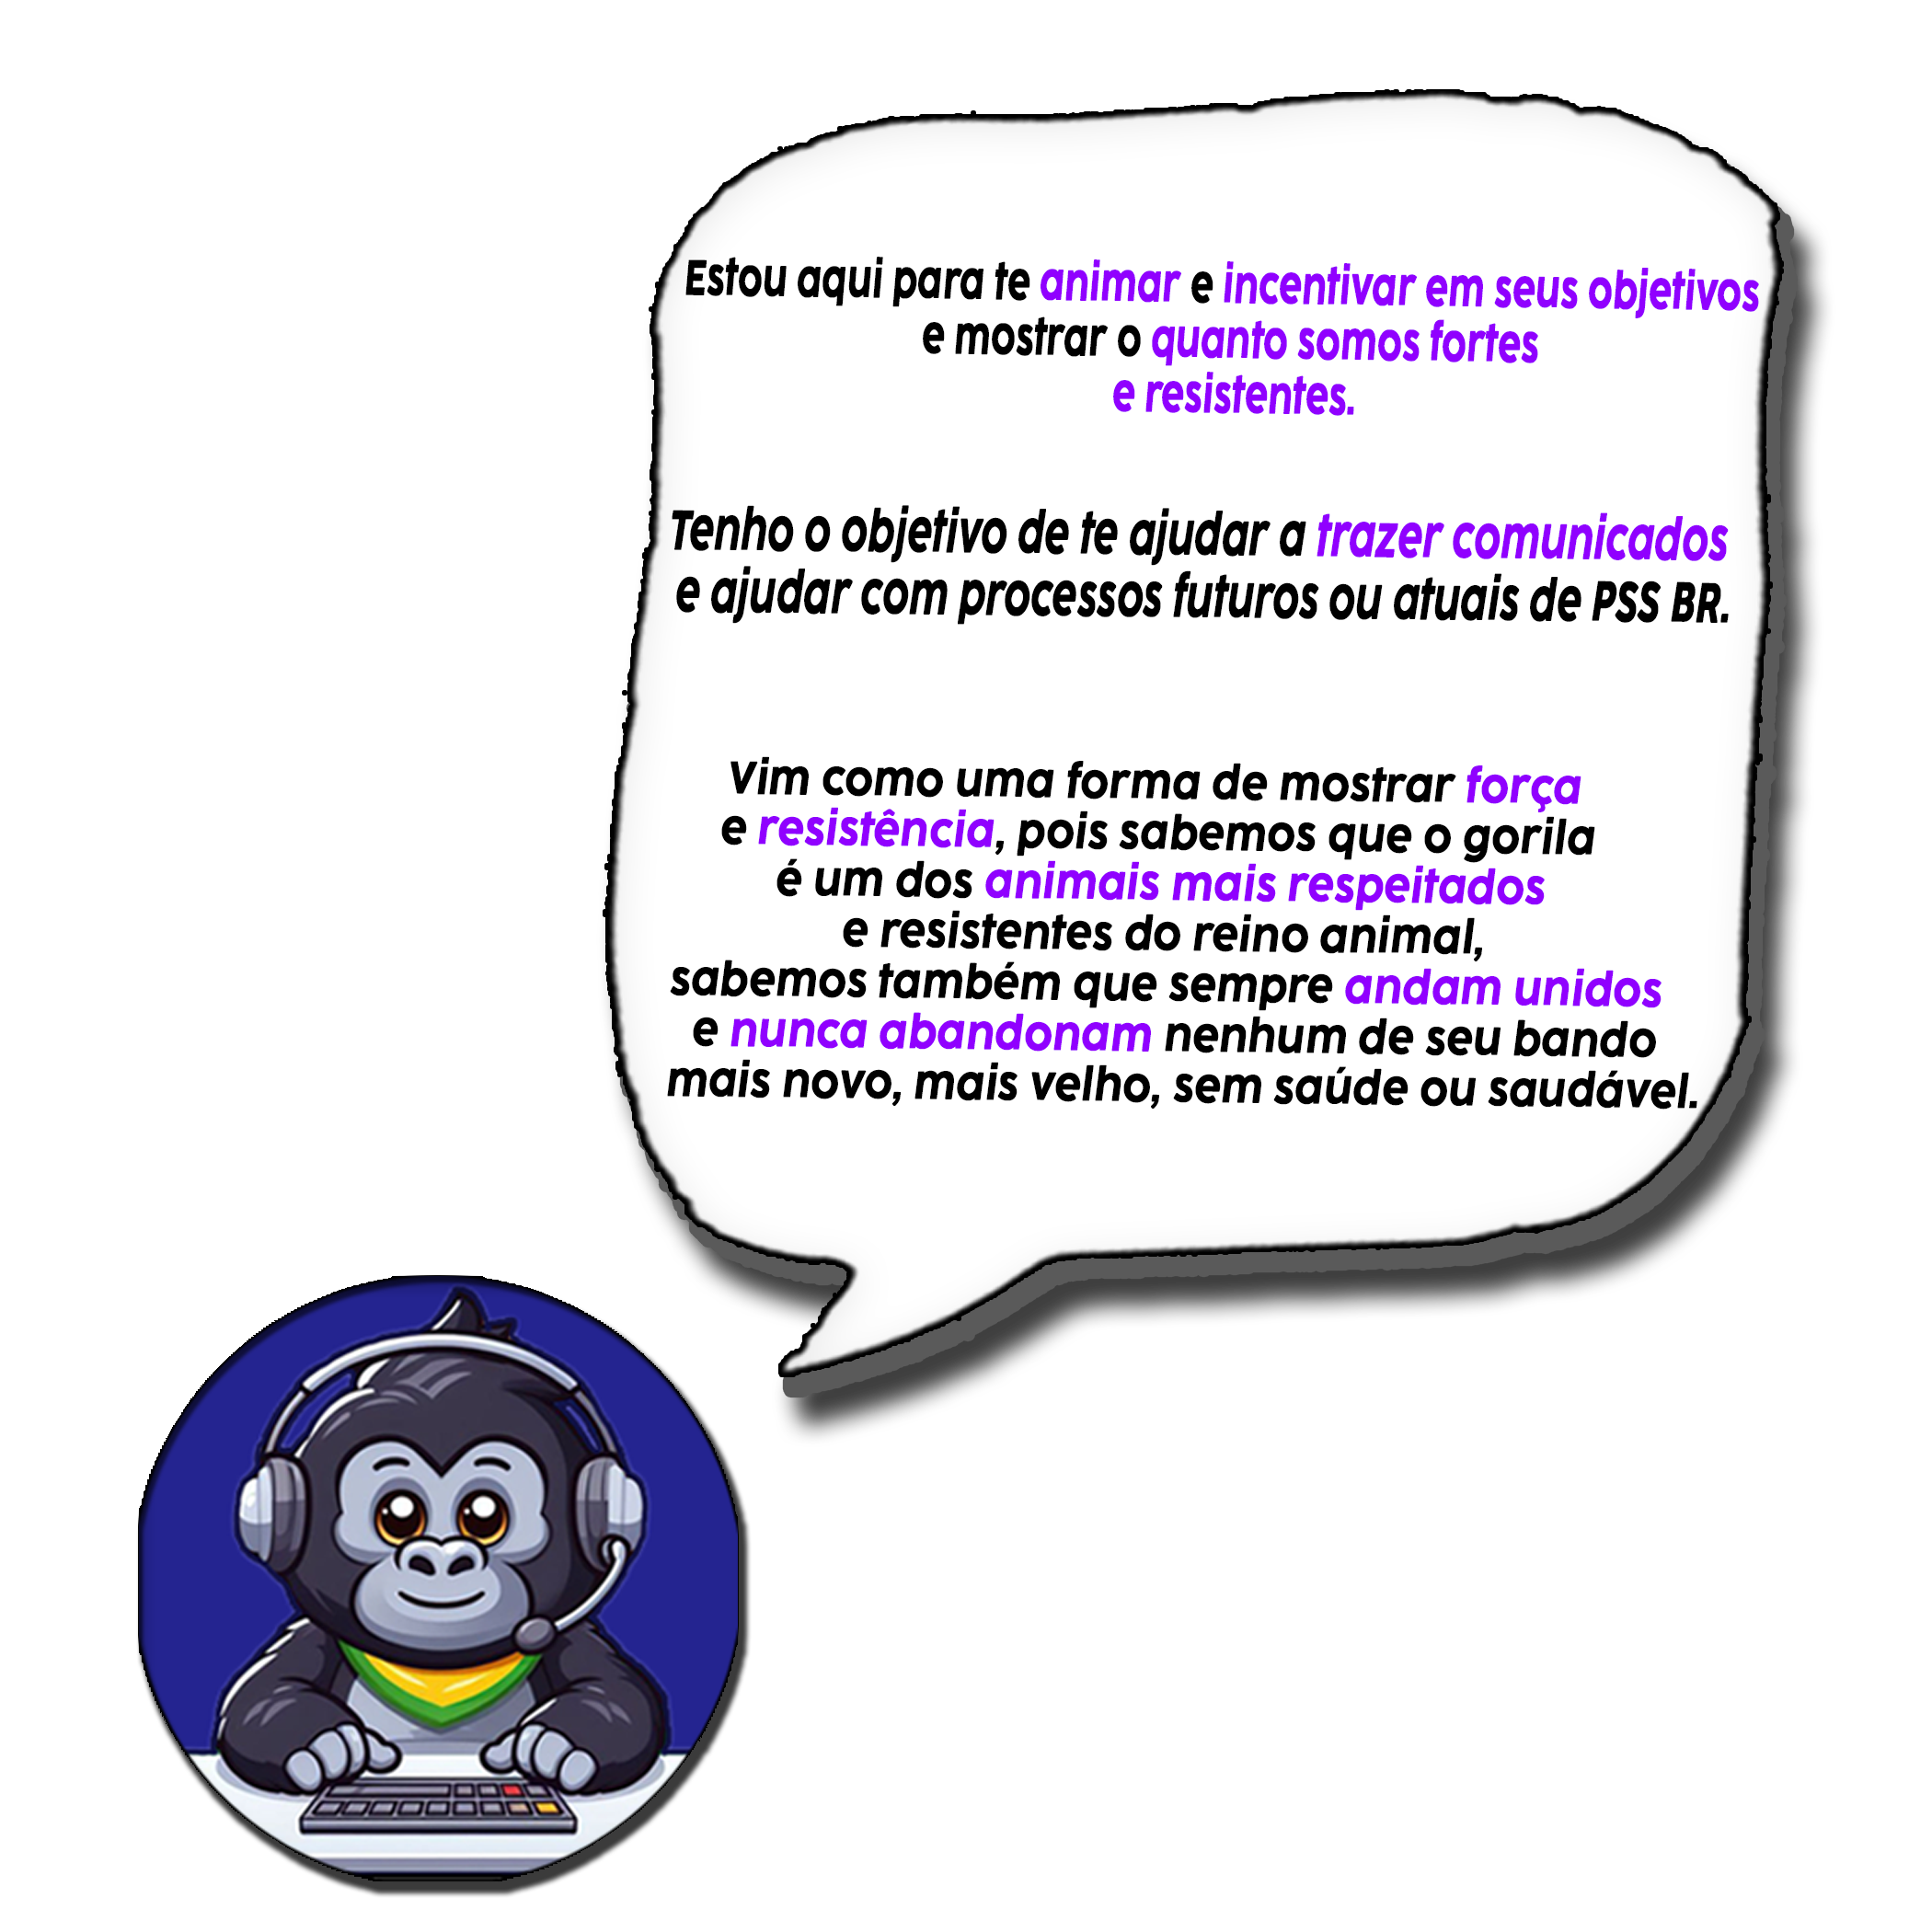 Estou aqui para te animar e incentivar em seus objetivos
e mostrar o quanto somos fortes
e resistentes.
Tenho o objetivo de te ajudar a trazer comunicados
e ajudar com processos futuros ou atuais de PSS BR.
Vim como uma forma de mostrar força
e resistência, pois sabemos que o gorila
é um dos animais mais respeitados
e resistentes do reino animal,
sabemos também que sempre andam unidos
e nunca abandonam nenhum de seu bando
mais novo, mais velho, sem saúde ou saudável.